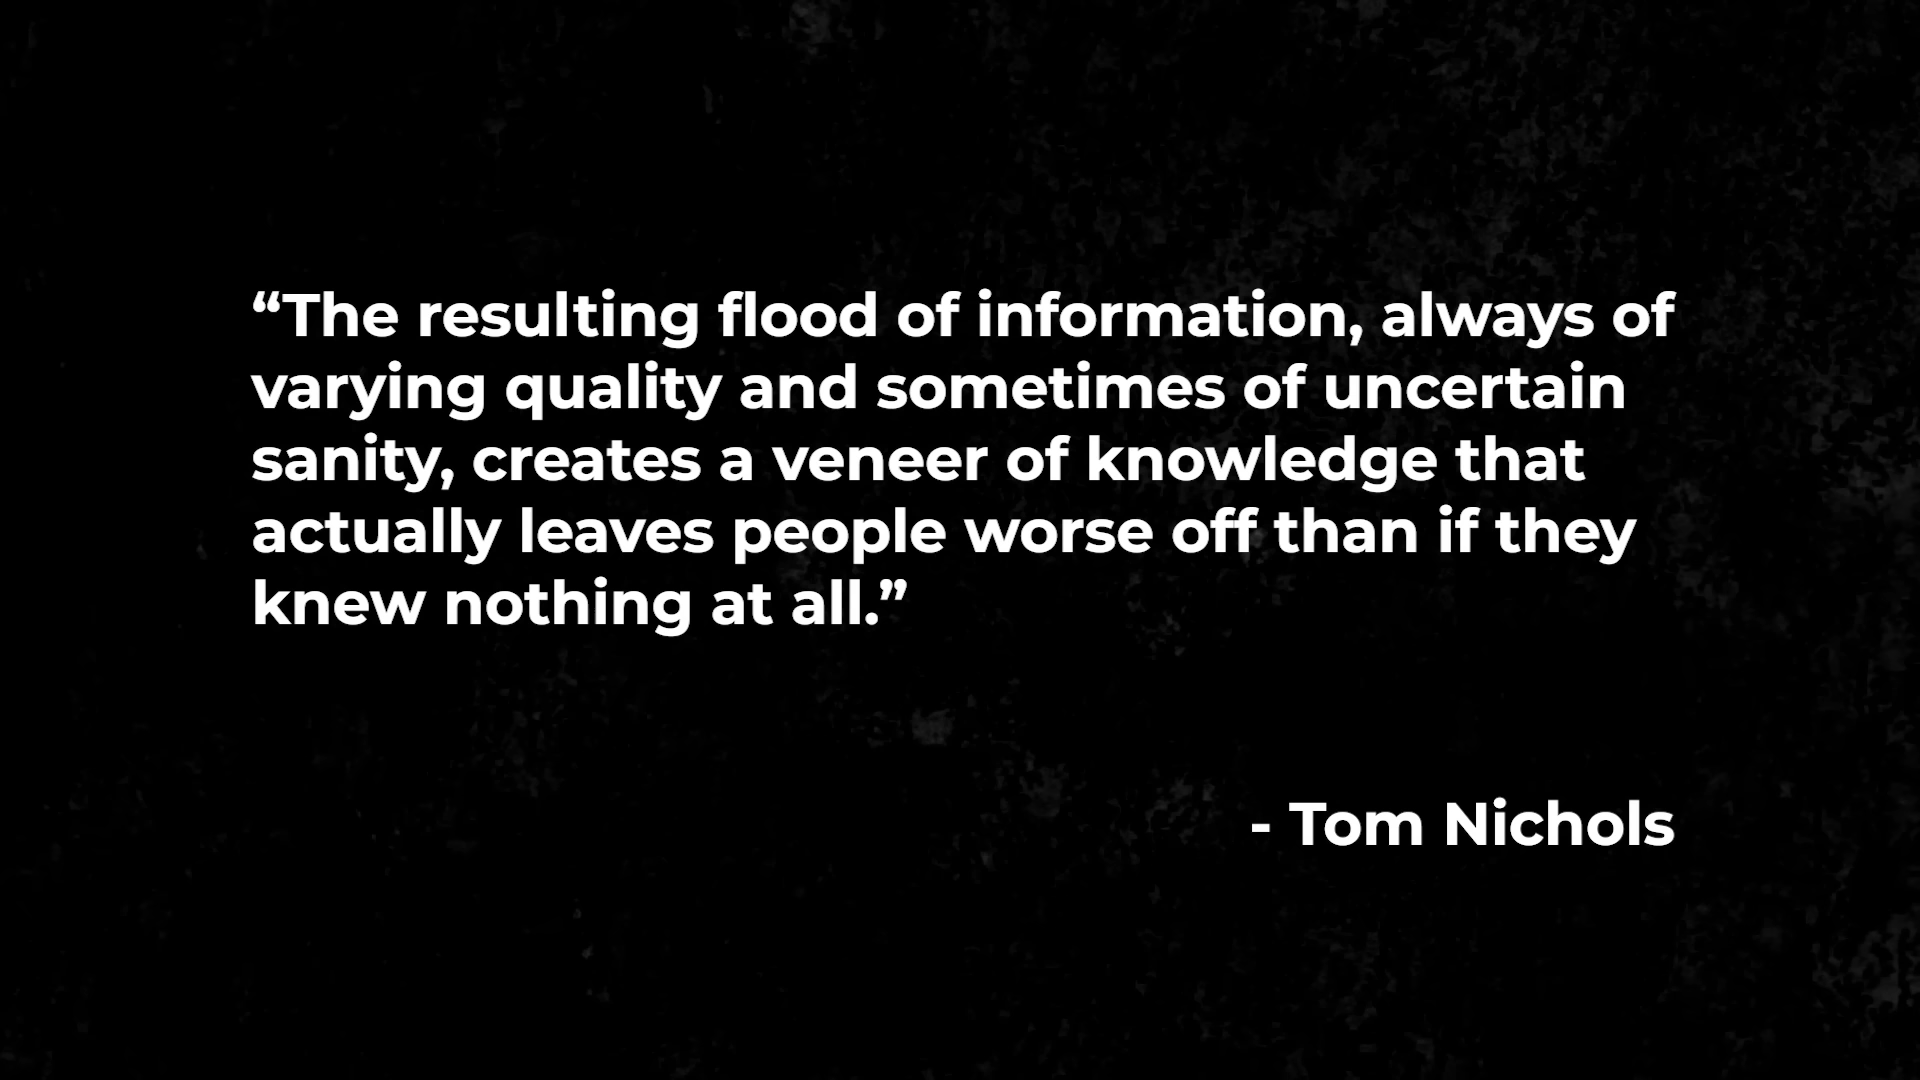 “The resulting flood of information, always of
varying quality and sometimes of uncertain
sanity, creates a veneer of knowledge that
actually leaves people worse off than if they
knew nothing at all.”
- Tom Nichols